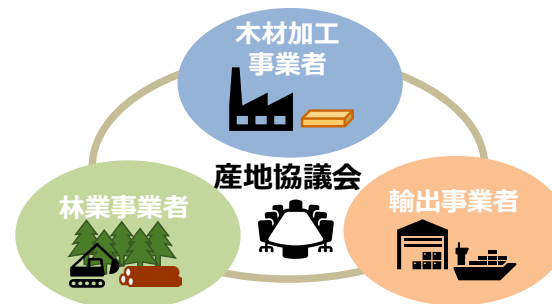 木材加工
事業者
産地協議会
林業事業者
輸出事業者